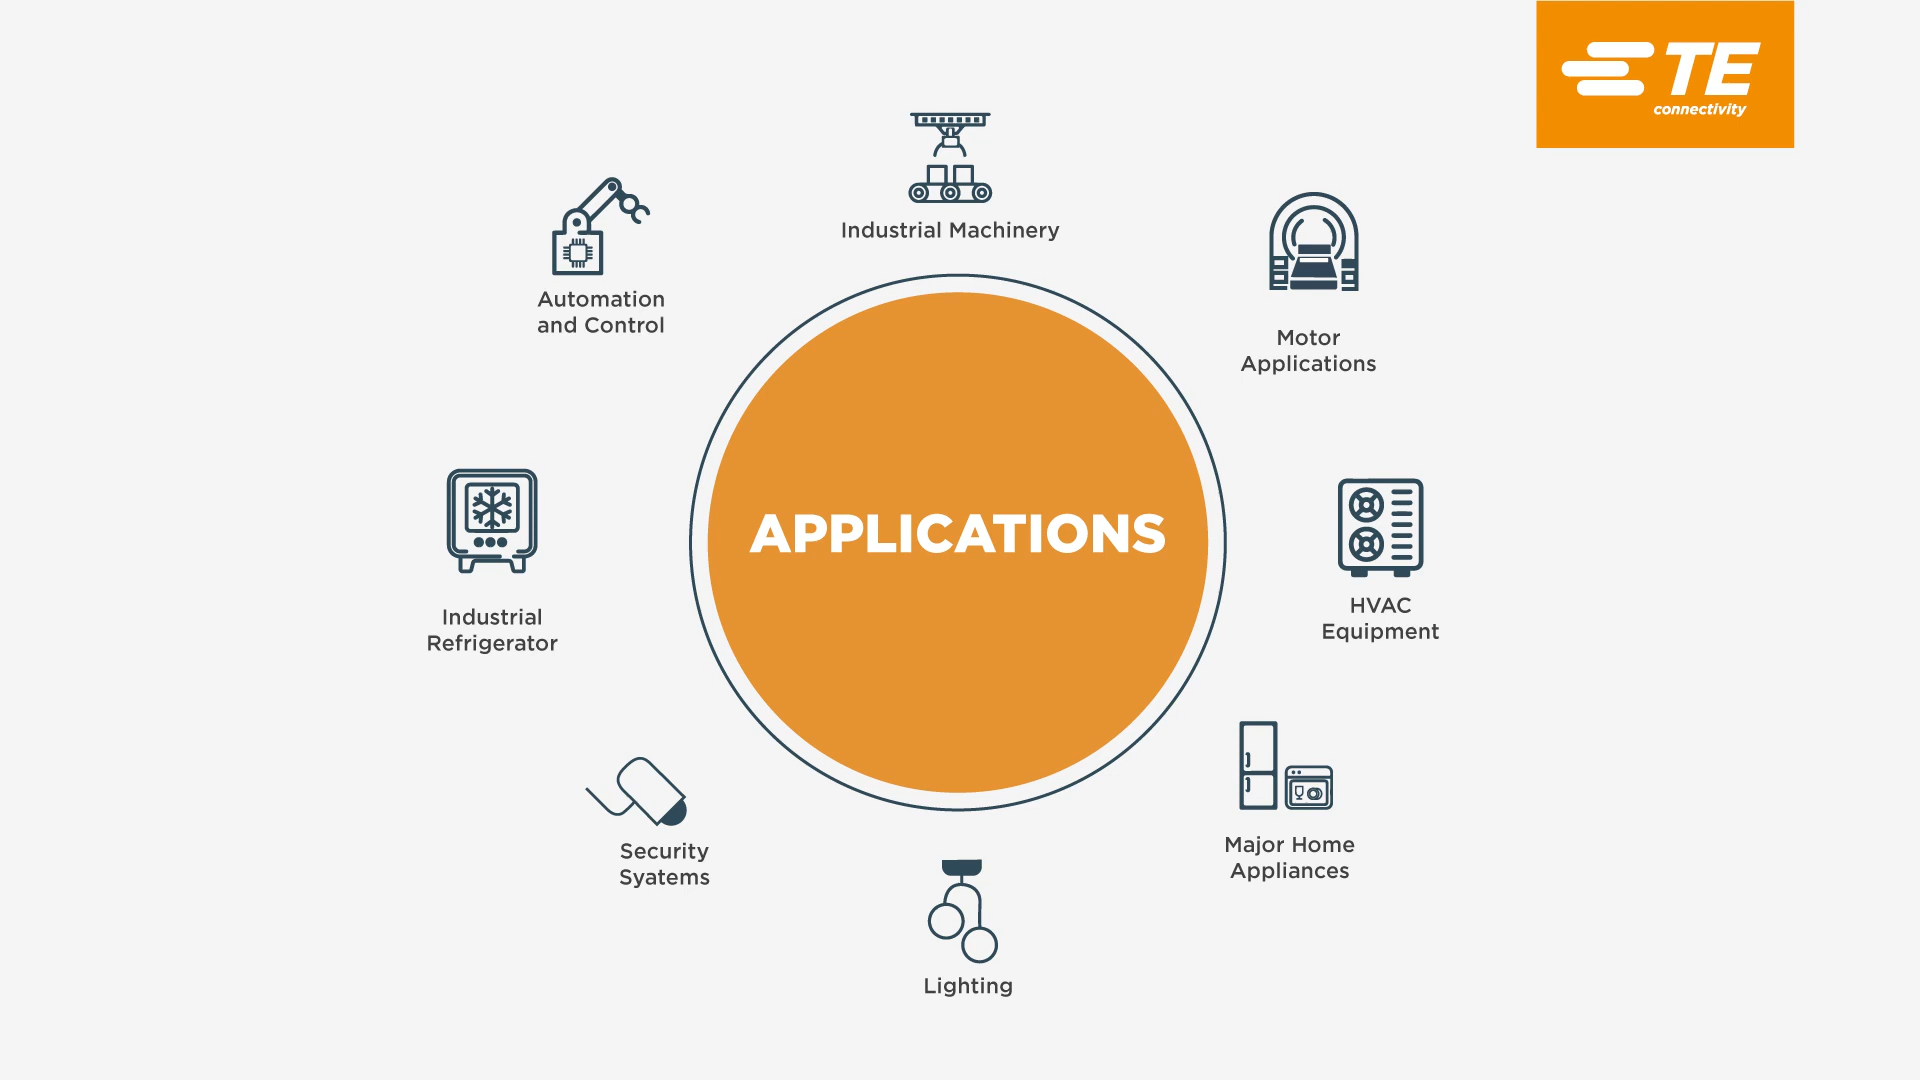 TE
connectivity
Industrial Machinery
Automation
and Control
Motor
Applications
APPLICATIONS
Industrial
Refrigerator
HVAC
Equipment
Security
Syatems
Major Home
Appliances
Lighting